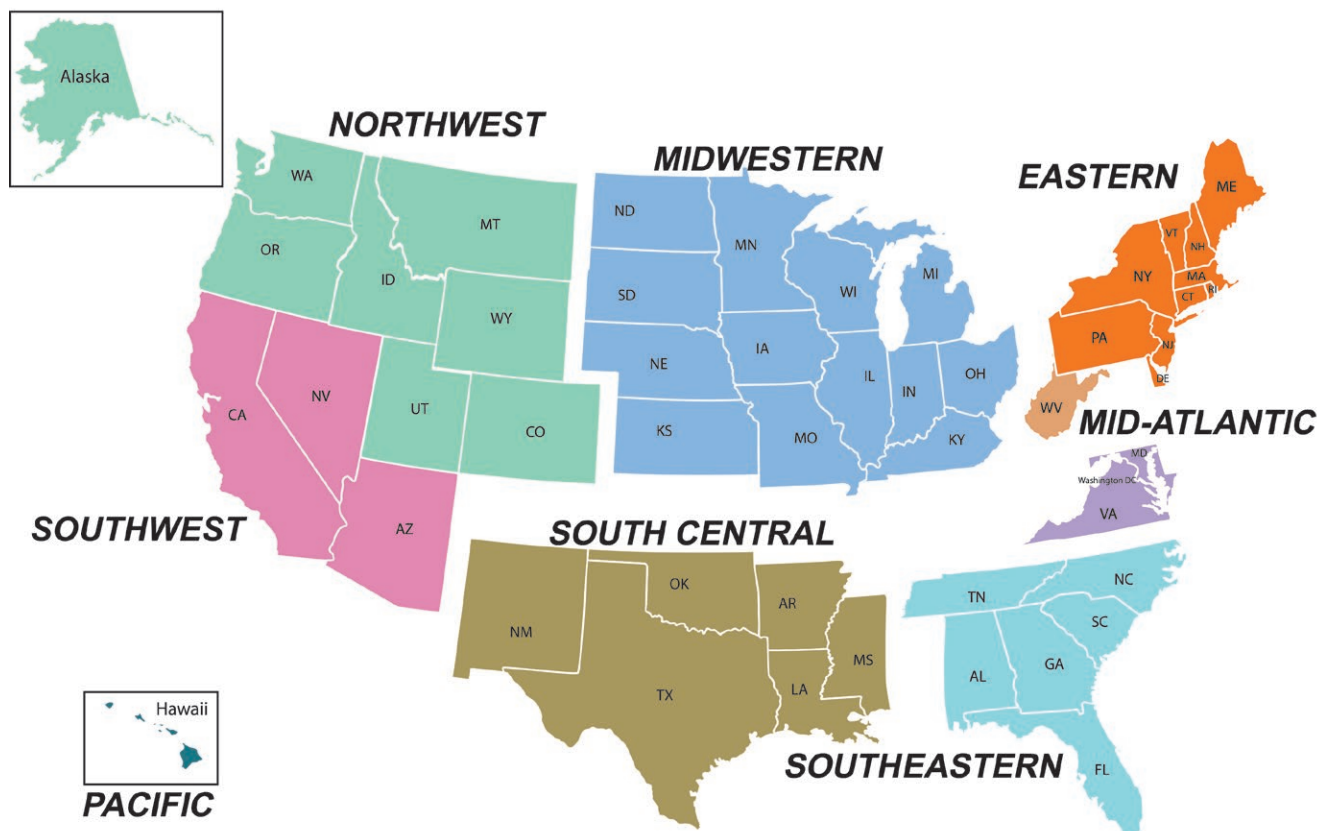 Alaska
NORTHWEST
WA
MT
OR
ID
WY
UT
CO
MIDWESTERN
ND
MN
SD
WI
MI
NE
IA
IL
IN
OH
KS
MO
KY
EASTERN
ME
VT
NH
NY
MA
CT
RI
PA
NJ
DE
WV
MID-ATLANTIC
MD
Washington DC
VA
CA
NV
AZ
SOUTHWEST
SOUTH CENTRAL
OK
AR
NM
TX
LA
MS
TN
NC
SC
AL
GA
FL
SOUTHEASTERN
Hawaii
PACIFIC